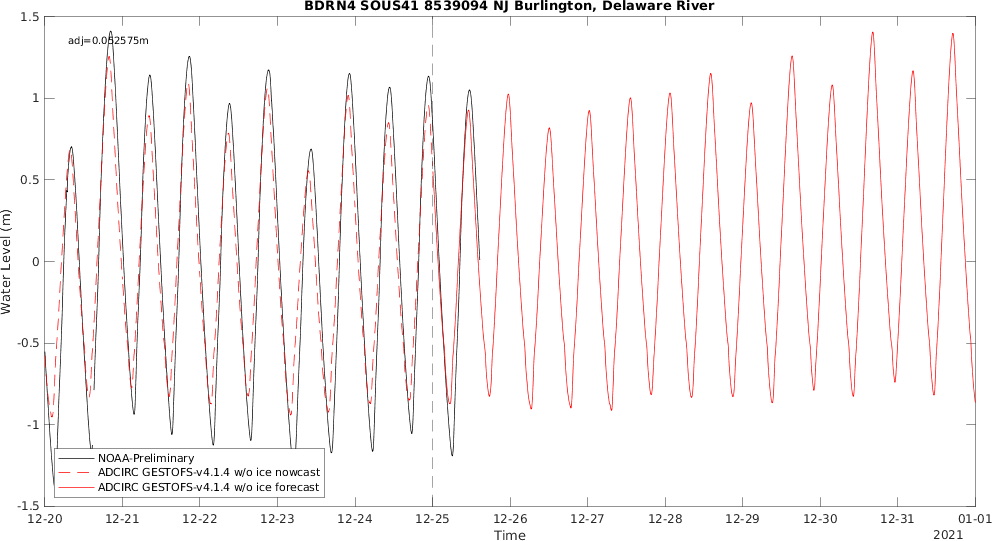 BDRN4 SOUS41 8539094 NJ Burlington, Delaware River
adj=0.052575m
Water Level (m)
1.5
1
0.5
0
-0.5
-1
-1.5
NOAA-Preliminary
ADCIRC GESTOFS-v4.1.4 w/o ice nowcast
ADCIRC GESTOFS-v4.1.4 w/o ice forecast
12-20 12-21 12-22 12-23 12-24 12-25 12-26 12-27 12-28 12-29 12-30 12-31 01-01
Time
2021